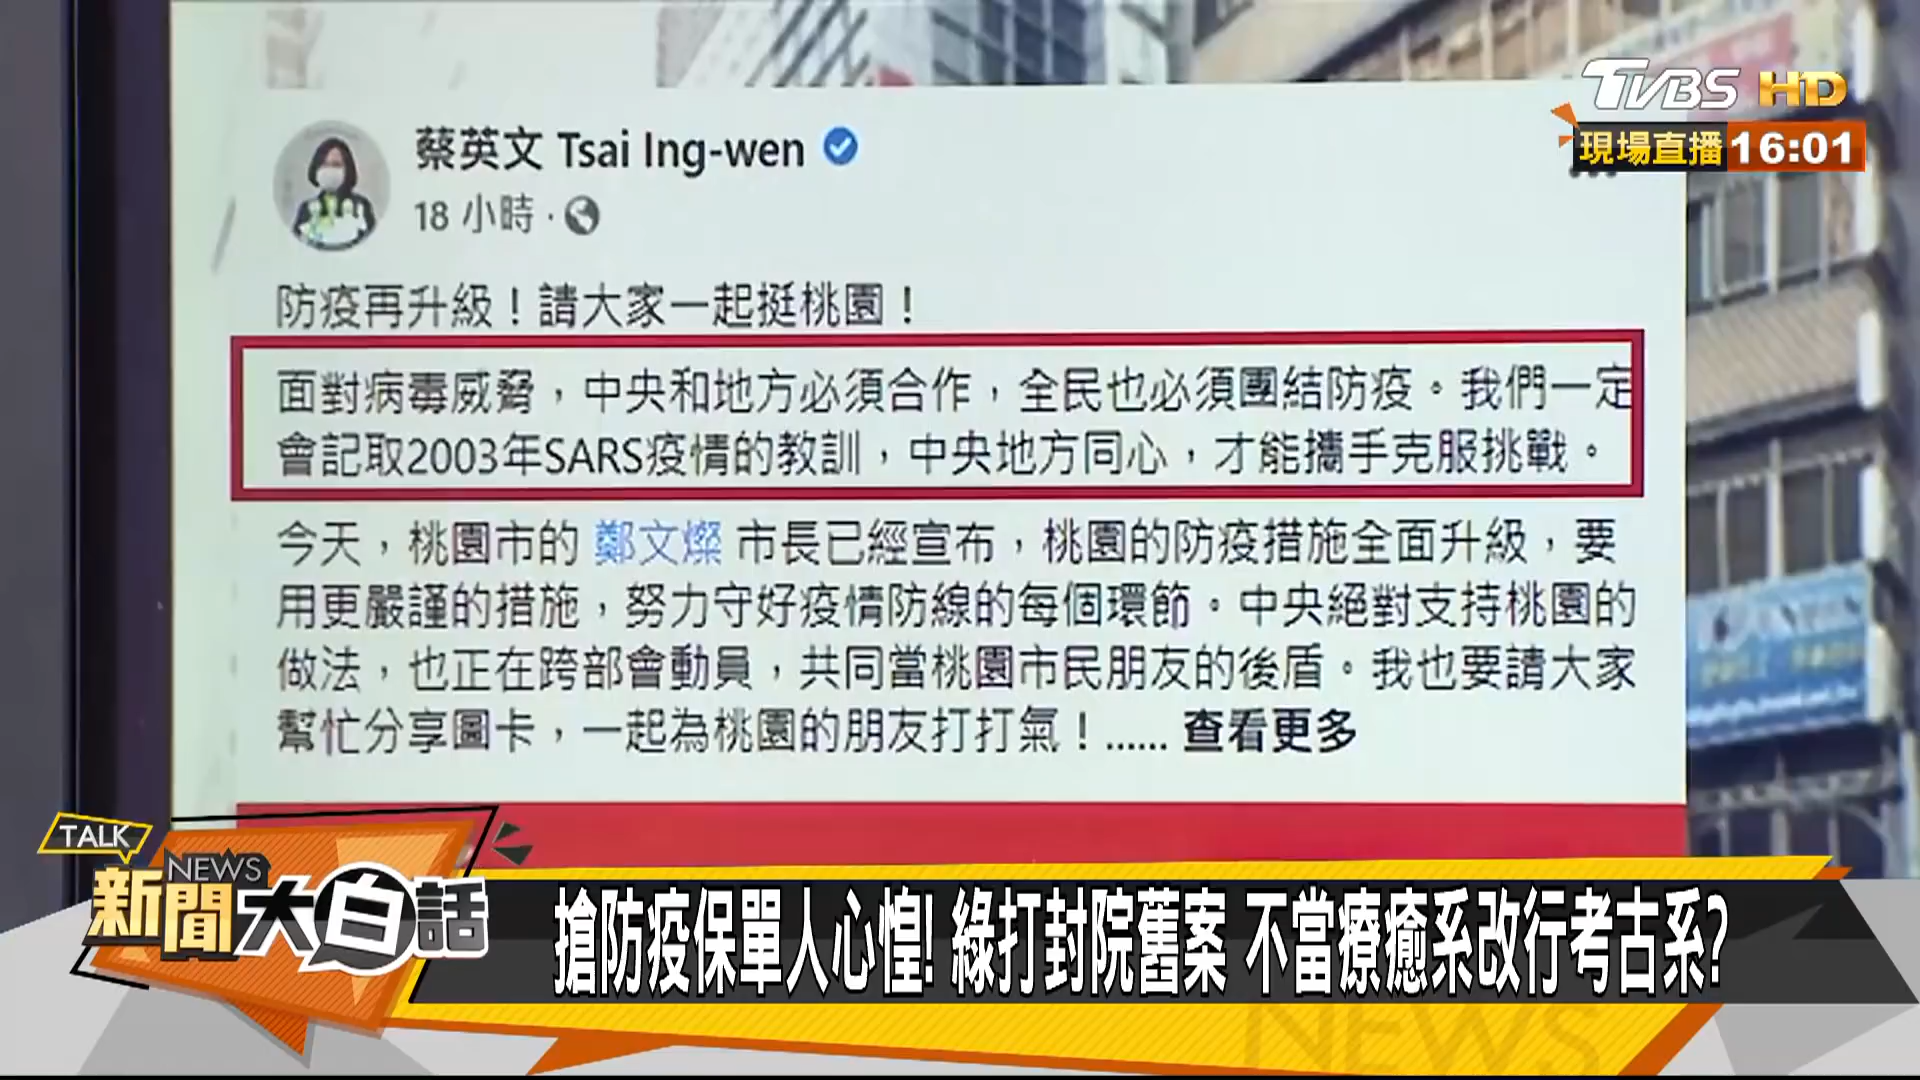 TVBS HD
現場直播 16:01
蔡英文 Tsai Ing-wen
18 小時
防疫再升級！請大家一起挺桃園！
面對病毒威脅，中央和地方必須合作，全民也必須團結防疫。我們一定
會記取2003年SARS疫情的教訓，中央地方同心，才能攜手克服挑戰。
今天，桃園市的 鄭文燦 市長已經宣布，桃園的防疫措施全面升級，要
用更嚴謹的措施，努力守好疫情防線的每個環節。中央絕對支持桃園的
做法，也正在跨部會動員，共同當桃園市民朋友的後盾。我也要請大家
幫忙分享圖卡，一起為桃園的朋友打打氣！...... 查看更多
TALK
NEWS
新聞大白話
搶防疫保單人心惶! 綠打封院舊案 不當療癒系改行考古系?
NEWS